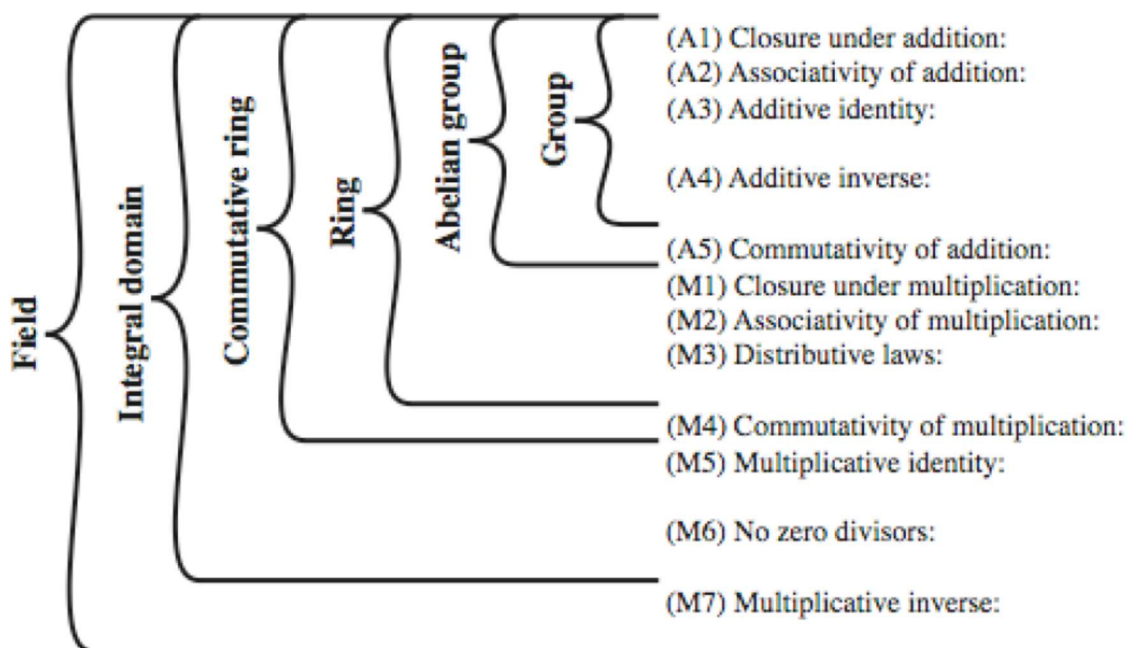 Field
Integral domain
Commutative ring
Ring
Abelian group
Group
(A1) Closure under addition:
(A2) Associativity of addition:
(A3) Additive identity:
(A4) Additive inverse:
(A5) Commutativity of addition:
(M1) Closure under multiplication:
(M2) Associativity of multiplication:
(M3) Distributive laws:
(M4) Commutativity of multiplication:
(M5) Multiplicative identity:
(M6) No zero divisors:
(M7) Multiplicative inverse: